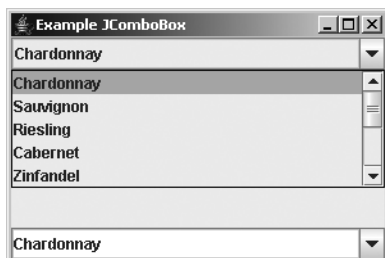 Example JComboBox
Chardonnay
Chardonnay
Sauvignon
Riesling
Cabernet
Zinfandel
Chardonnay